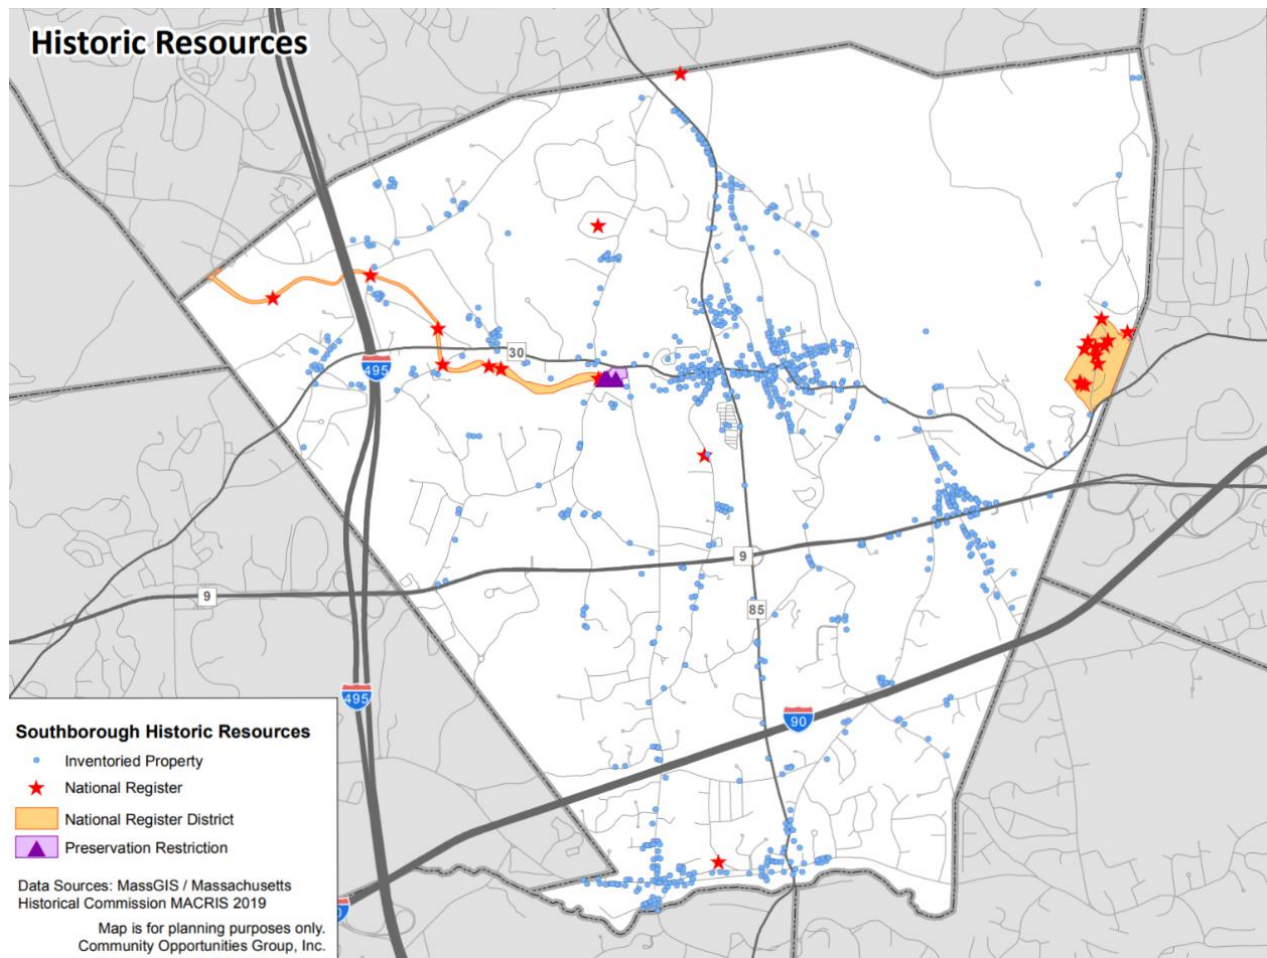 Historic Resources
30
495
9
9
85
495
90
Southborough Historic Resources
Inventoried Property
National Register
National Register District
Preservation Restriction
Data Sources: MassGIS / Massachusetts
Historical Commission MACRIS 2019
Map is for planning purposes only.
Community Opportunities Group, Inc.